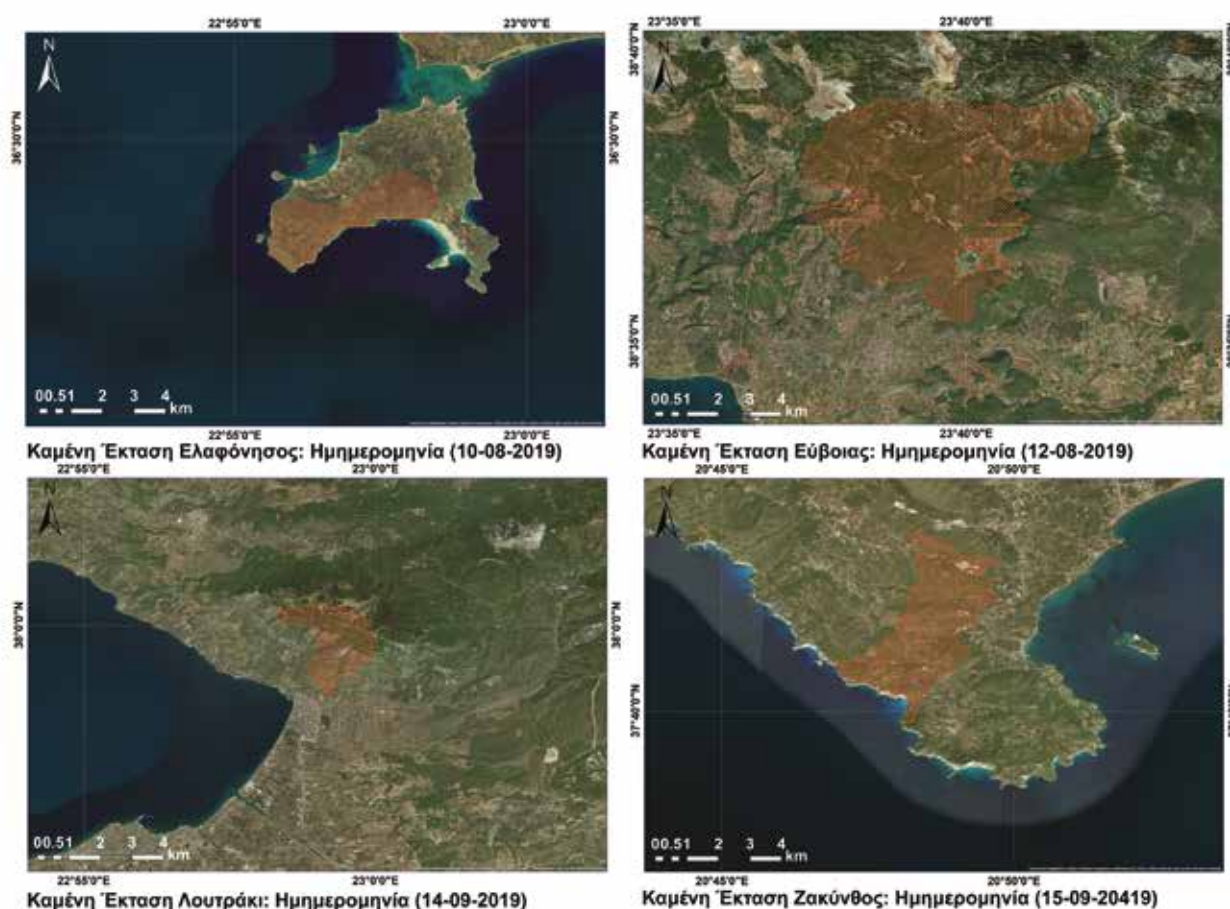 22°55'0"E 23°0'0"E
N
36°30'0"N 36°30'0"N
00.51 2 3 4
km
22°55'0"E 23°0'0"E
Καμένη Έκταση Ελαφόνησος: Ημημερομηνία (10-08-2019)
23°35'0"E 23°40'0"E
N
38°40'0"N
38°35'0"N
00.51 2 3 4
km
23°35'0"E 23°40'0"E
Καμένη Έκταση Εύβοιας: Ημημερομηνία (12-08-2019)
22°55'0"E 23°0'0"E
N
38°0'0"N 38°0'0"N
00.51 2 3 4
km
22°55'0"E 23°0'0"E
Καμένη Έκταση Λουτράκι: Ημημερομηνία (14-09-2019)
20°45'0"E 20°50'0"E
N
37°40'0"N
00.51 2 3 4
km
20°45'0"E 20°50'0"E
Καμένη Έκταση Ζακύνθος: Ημημερομηνία (15-09-20419)